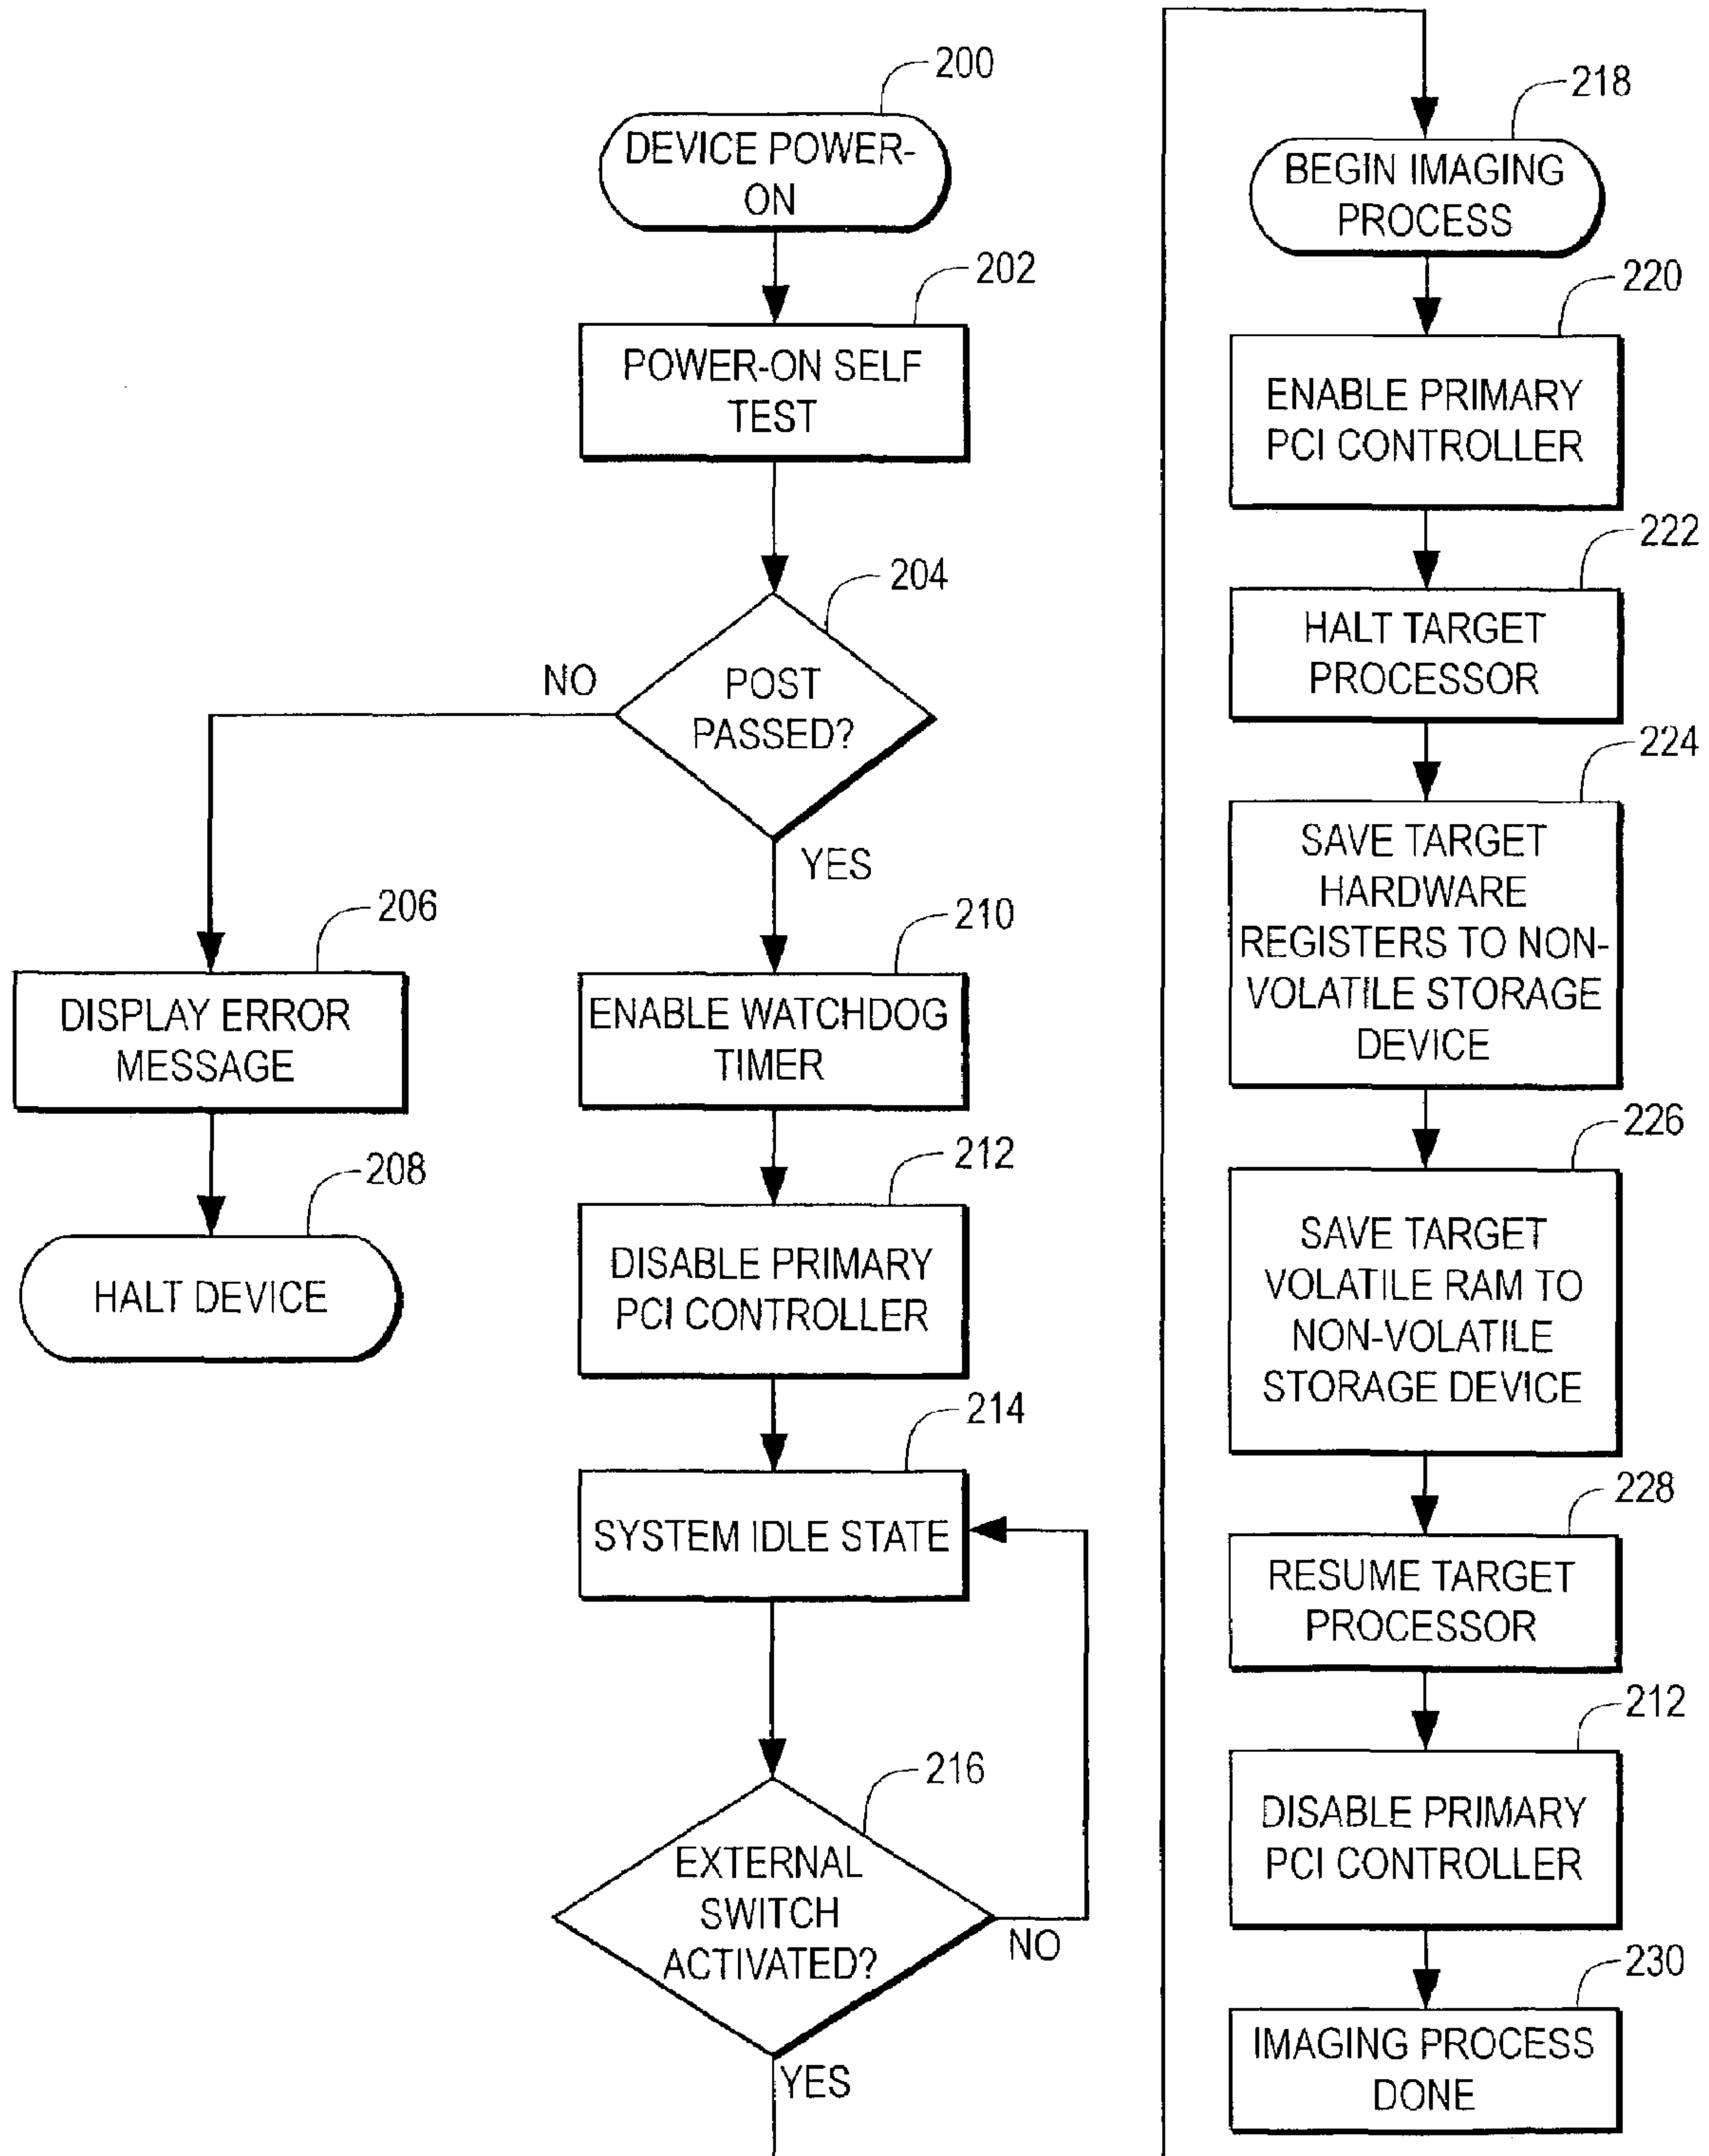 200
DEVICE POWER-
ON
202
POWER-ON SELF
TEST
204
POST
PASSED?
NO
YES
206
DISPLAY ERROR
MESSAGE
208
HALT DEVICE
210
ENABLE WATCHDOG
TIMER
212
DISABLE PRIMARY
PCI CONTROLLER
214
SYSTEM IDLE STATE
216
EXTERNAL
SWITCH
ACTIVATED?
NO
YES
218
BEGIN IMAGING
PROCESS
220
ENABLE PRIMARY
PCI CONTROLLER
222
HALT TARGET
PROCESSOR
224
SAVE TARGET
HARDWARE
REGISTERS TO NON-
VOLATILE STORAGE
DEVICE
226
SAVE TARGET
VOLATILE RAM TO
NON-VOLATILE
STORAGE DEVICE
228
RESUME TARGET
PROCESSOR
212
DISABLE PRIMARY
PCI CONTROLLER
230
IMAGING PROCESS
DONE